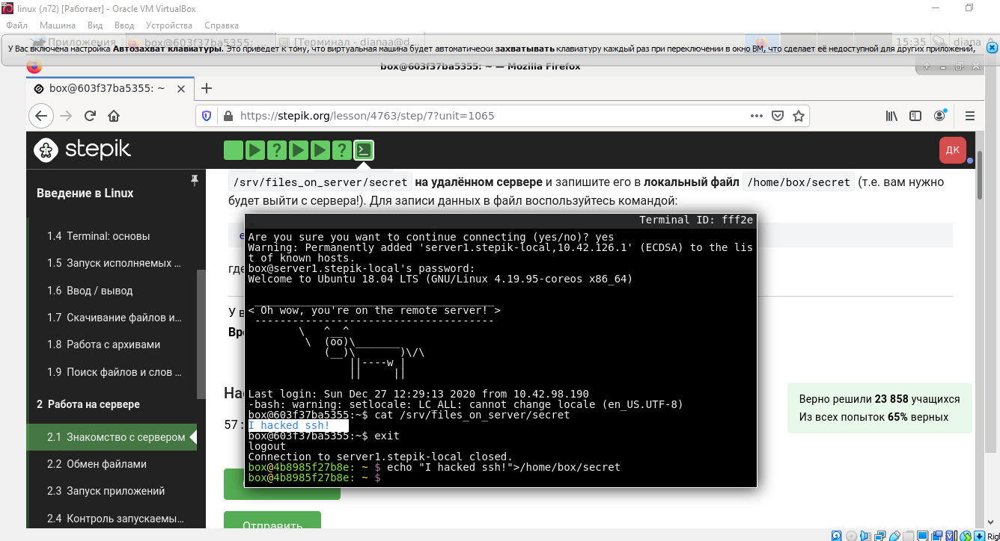 linux (л72) [Работает] - Oracle VM VirtualBox
Файл Машина Вид Ввод Устройства Справка
Приложения box@603f37ba5355: [Терминал - dianaa@d... 15:35 diana
У Вас включена настройка Автозахват клавиатуры. Это приведет к тому, что виртуальная машина будет автоматически захватывать клавиатуру каждый раз при переключении в окно ВМ, что сделает её недоступной для других приложений,
box@603f37ba5355: ~ — Mozilla Firefox
box@603f37ba5355: ~
https://stepik.org/lesson/4763/step/7?unit=1065
stepik
ДК
Введение в Linux
1.4 Terminal: основы
1.5 Запуск исполняемых ...
1.6 Ввод / вывод
1.7 Скачивание файлов и...
1.8 Работа с архивами
1.9 Поиск файлов и слов ...
2 Работа на сервере
2.1 Знакомство с сервером
2.2 Обмен файлами
2.3 Запуск приложений
2.4 Контроль запускаемы...
/srv/files_on_server/secret на удалённом сервере и запишите его в локальный файл /home/box/secret (т.е. вам нужно
будет выйти с сервера!). Для записи данных в файл воспользуйтесь командой:
e
где
У в
Вре
На
57:
Terminal ID: fff2e
Are you sure you want to continue connecting (yes/no)? yes
Warning: Permanently added 'server1.stepik-local,10.42.126.1' (ECDSA) to the lis
t of known hosts.
box@server1.stepik-local's password:
Welcome to Ubuntu 18.04 LTS (GNU/Linux 4.19.95-coreos x86_64)
< Oh wow, you're on the remote server! >
-------------------------------------
\ ^__^
\ (oo)\_______
(__)\ )\/\
||----w |
|| ||
Last login: Sun Dec 27 12:29:13 2020 from 10.42.98.190
-bash: warning: setlocale: LC_ALL: cannot change locale (en_US.UTF-8)
box@603f37ba5355:~$ cat /srv/files_on_server/secret
I hacked ssh!
box@603f37ba5355:~$ exit
logout
Connection to server1.stepik-local closed.
box@4b8985f27b8e: ~ $ echo "I hacked ssh!">/home/box/secret
box@4b8985f27b8e: ~ $
Верно решили 23 858 учащихся
Из всех попыток 65% верных
Отправить
Righ